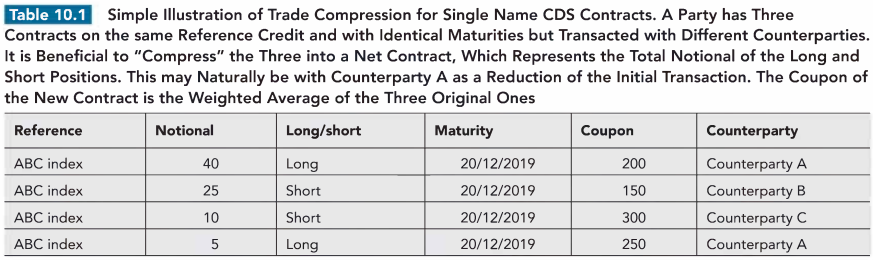 Table 10.1 Simple Illustration of Trade Compression for Single Name CDS Contracts. A Party has Three
Contracts on the same Reference Credit and with Identical Maturities but Transacted with Different Counterparties.
It is Beneficial to “Compress” the Three into a Net Contract, Which Represents the Total Notional of the Long and
Short Positions. This may Naturally be with Counterparty A as a Reduction of the Initial Transaction. The Coupon of
the New Contract is the Weighted Average of the Three Original Ones
Reference Notional Long/short Maturity Coupon Counterparty
ABC index 40 Long 20/12/2019 200 Counterparty A
ABC index 25 Short 20/12/2019 150 Counterparty B
ABC index 10 Short 20/12/2019 300 Counterparty C
ABC index 5 Long 20/12/2019 250 Counterparty A